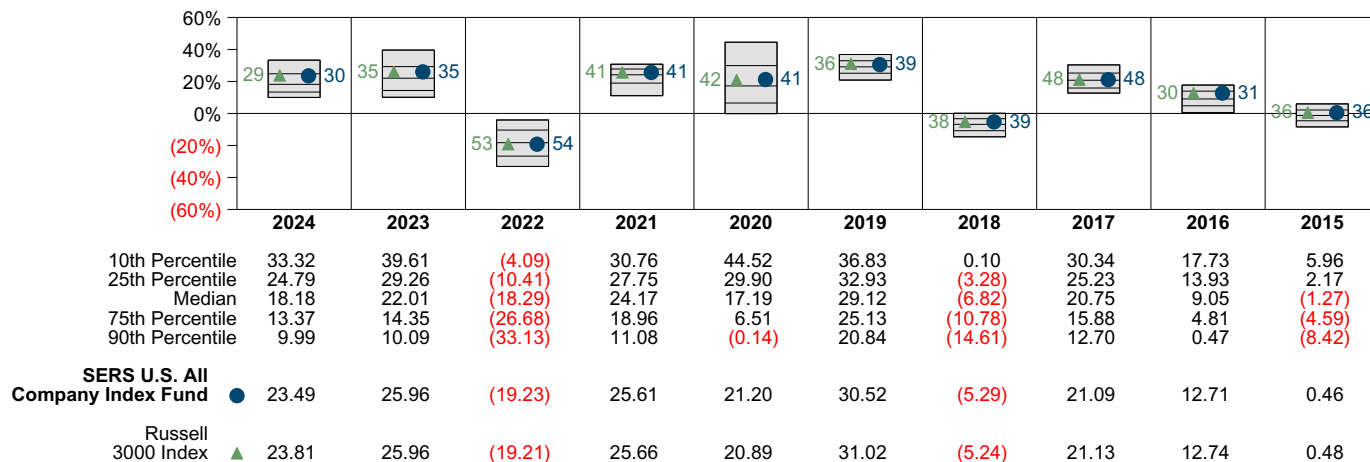 60%
40%
20%
0%
(20%)
(40%)
(60%)
29 30 35 35 53 54 41 41 42 41 36 39 38 39 48 48 30 31 36 36
2024 2023 2022 2021 2020 2019 2018 2017 2016 2015
10th Percentile 33.32 39.61 (4.09) 30.76 44.52 36.83 0.10 30.34 17.73 5.96
25th Percentile 24.79 29.26 (10.41) 27.75 29.90 32.93 (3.28) 25.23 13.93 2.17
Median 18.18 22.01 (18.29) 24.17 17.19 29.12 (6.82) 20.75 9.05 (1.27)
75th Percentile 13.37 14.35 (26.68) 18.96 6.51 25.13 (10.78) 15.88 4.81 (4.59)
90th Percentile 9.99 10.09 (33.13) 11.08 (0.14) 20.84 (14.61) 12.70 0.47 (8.42)
SERS U.S. All
Company Index Fund 23.49 25.96 (19.23) 25.61 21.20 30.52 (5.29) 21.09 12.71 0.46
Russell
3000 Index 23.81 25.96 (19.21) 25.66 20.89 31.02 (5.24) 21.13 12.74 0.48